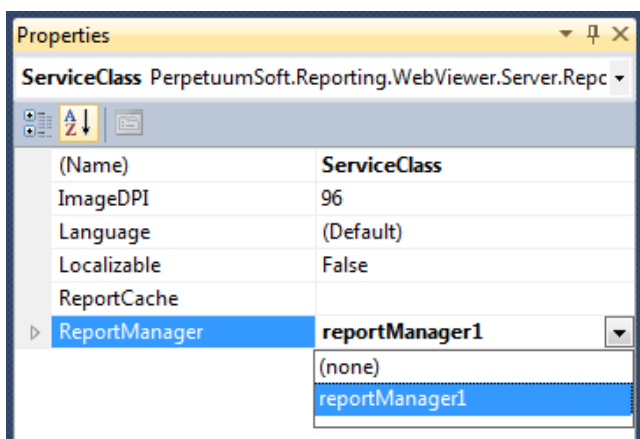 Properties
ServiceClass PerpetuumSoft.Reporting.WebViewer.Server.Repc
A
Z
(Name) ServiceClass
ImageDPI 96
Language (Default)
Localizable False
ReportCache
ReportManager reportManager1
(none)
reportManager1